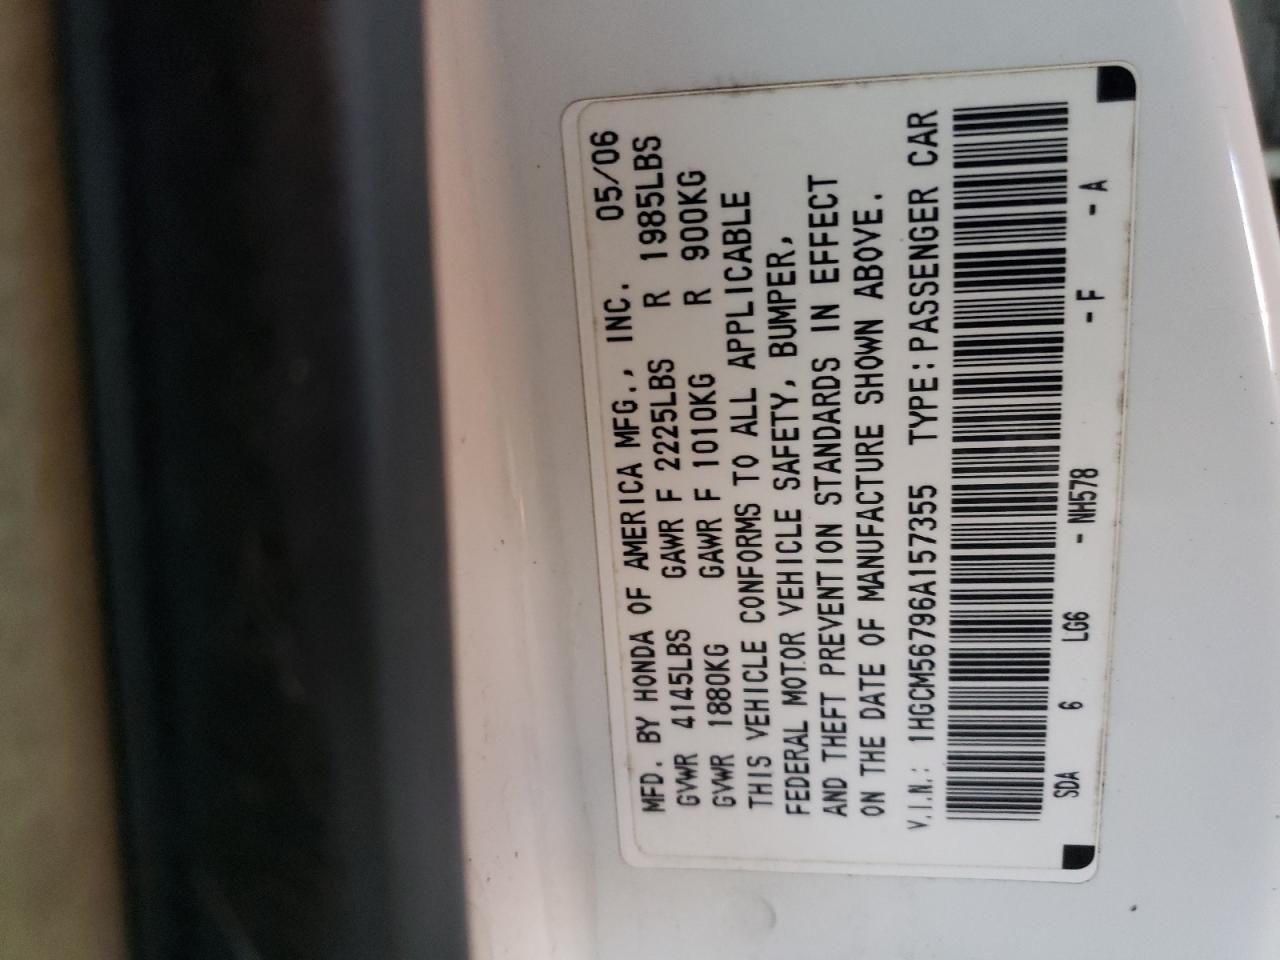 MFD. BY HONDA OF AMERICA MFG., INC. 05/06
GVWR 4145LBS GAWR F 2225LBS R 1985LBS
GVWR 1880KG GAWR F 1010KG R 900KG
THIS VEHICLE CONFORMS TO ALL APPLICABLE
FEDERAL MOTOR VEHICLE SAFETY, BUMPER,
AND THEFT PREVENTION STANDARDS IN EFFECT
ON THE DATE OF MANUFACTURE SHOWN ABOVE.
V.I.N.: 1HGCM56796A157355 TYPE:PASSENGER CAR
SDA 6 LG6 - NH578 - F - A